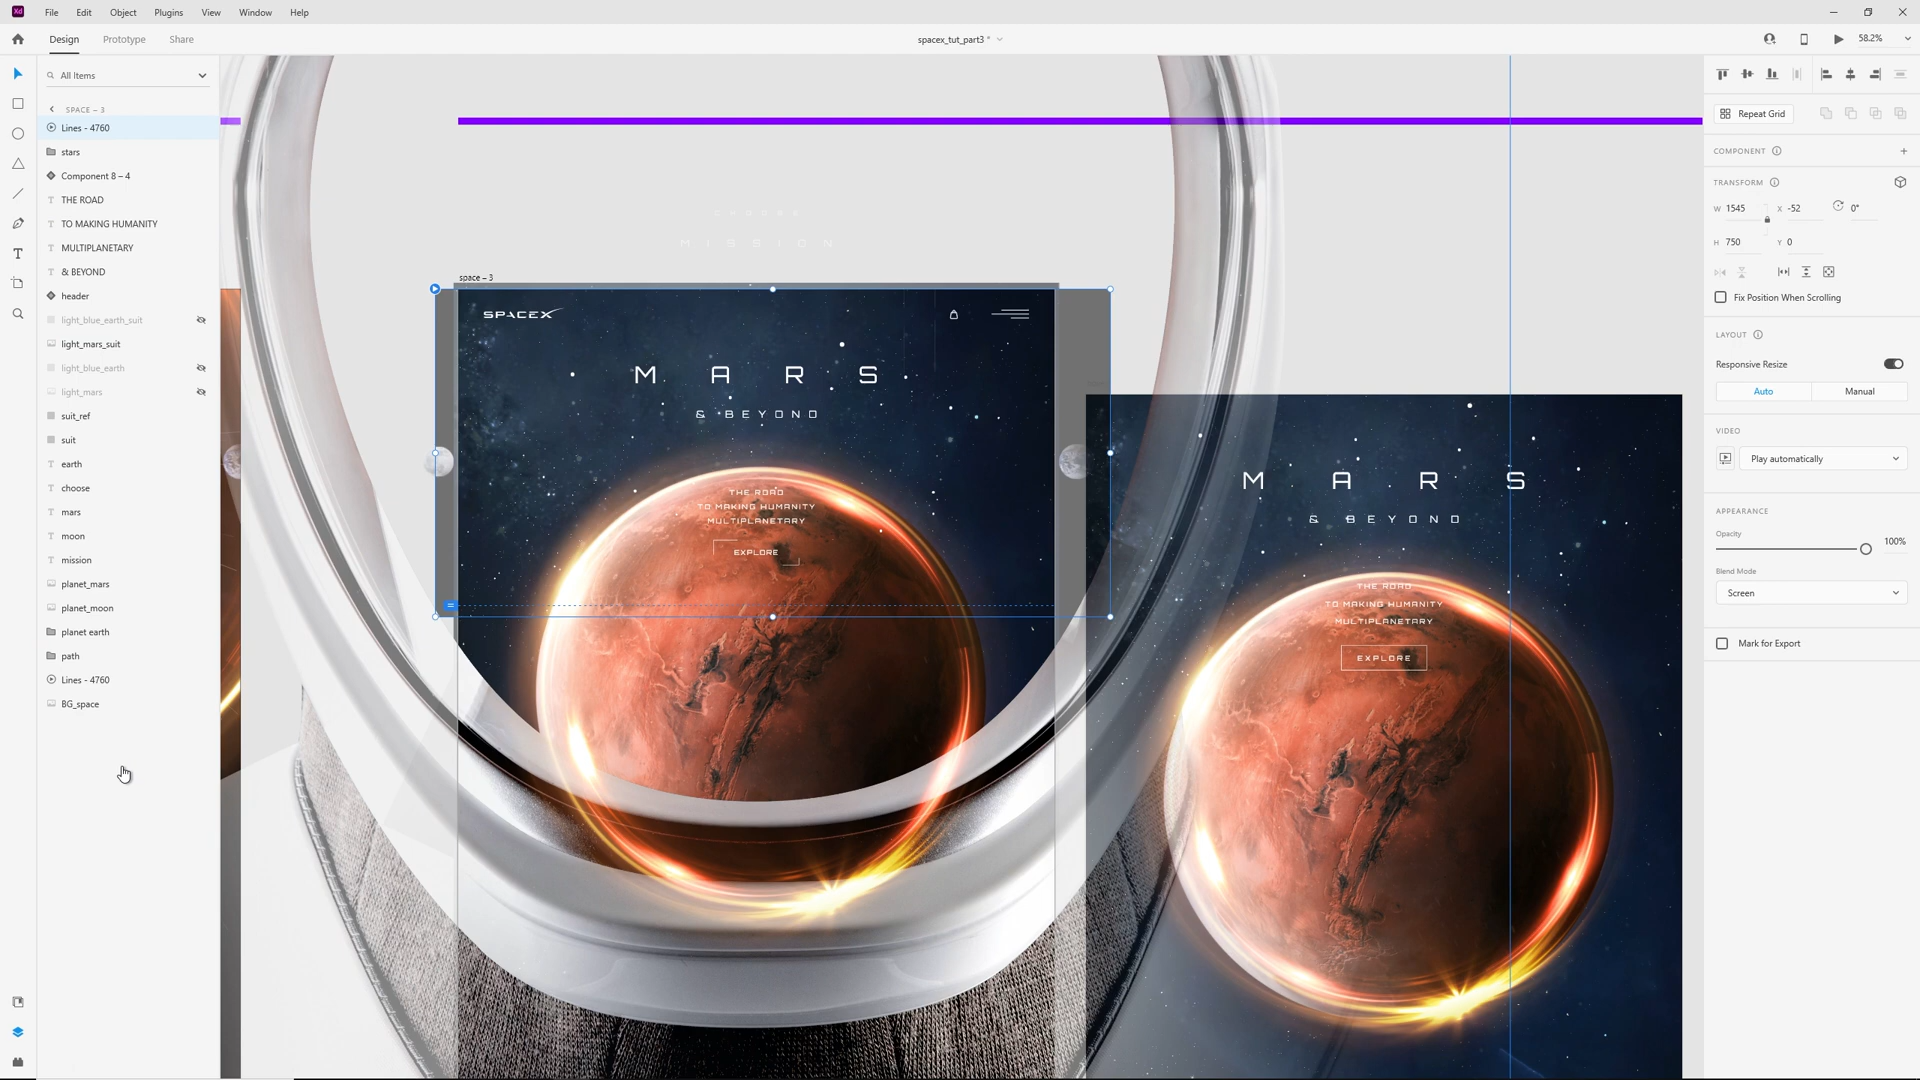 Xd
File Edit Object Plugins View Window Help
Design Prototype Share
spacex_tut_part3 *
58.2%
All Items
SPACE – 3
Lines - 4760
stars
Component 8 – 4
THE ROAD
TO MAKING HUMANITY
MULTIPLANETARY
& BEYOND
header
light_blue_earth_suit
light_mars_suit
light_blue_earth
light_mars
suit_ref
suit
earth
choose
mars
moon
mission
planet_mars
planet_moon
planet earth
path
Lines - 4760
BG_space
CHOOSE
MISSION
space – 3
SPACEX
MARS
& BEYOND
THE ROAD
TO MAKING HUMANITY
MULTIPLANETARY
EXPLORE
MARS
& BEYOND
THE ROAD
TO MAKING HUMANITY
MULTIPLANETARY
EXPLORE
Repeat Grid
COMPONENT
TRANSFORM
W 1545 X -52 0°
H 750 Y 0
Fix Position When Scrolling
LAYOUT
Responsive Resize
Auto Manual
VIDEO
Play automatically
APPEARANCE
Opacity
100%
Blend Mode
Screen
Mark for Export